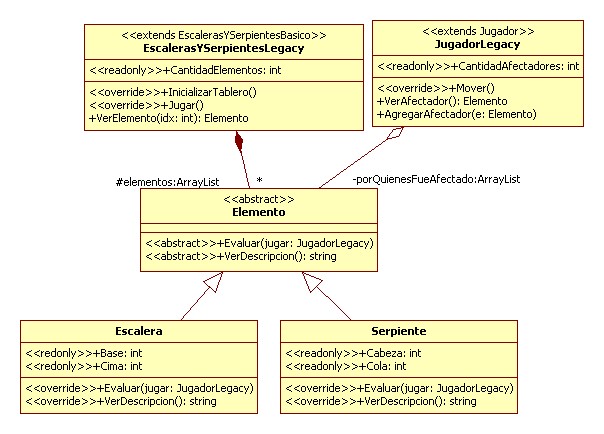 <<extends EscalerasYSerpientesBasico>>
EscalerasYSerpientesLegacy
<<readonly>>+CantidadElementos: int
<<override>>+InicializarTablero()
<<override>>+Jugar()
+VerElemento(idx: int): Elemento
<<extends Jugador>>
JugadorLegacy
<<readonly>>+CantidadAfectadores: int
<<override>>+Mover()
+VerAfectador(): Elemento
+AgregarAfectador(e: Elemento)
#elementos:ArrayList
*
-porQuienesFueAfectado:ArrayList
<<abstract>>
Elemento
<<abstract>>+Evaluar(jugar: JugadorLegacy)
<<abstract>>+VerDescripcion(): string
Escalera
<<redonly>>+Base: int
<<redonly>>+Cima: int
<<override>>+Evaluar(jugar: JugadorLegacy)
<<override>>+VerDescripcion(): string
Serpiente
<<readonly>>+Cabeza: int
<<readonly>>+Cola: int
<<override>>+Evaluar(jugar: JugadorLegacy)
<<override>>+VerDescripcion(): string